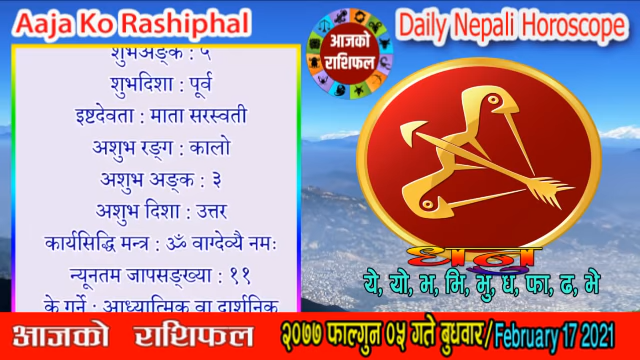 Aaja Ko Rashiphal
आजको
राशिफल
Daily Nepali Horoscope
शुभअङ्क : ५
शुभदिशा : पूर्व
इष्टदेवता : माता सरस्वती
अशुभ रङ्ग : कालो
अशुभ अङ्क : ३
अशुभ दिशा : उत्तर
कार्यसिद्धि मन्त्र : ॐ वाग्देव्यै नमः
न्यूनतम जापसङ्ख्या : ११
के गर्ने : आध्यात्मिक वा दार्शनिक
धनु
ये, यो, भ, मि, भु, ध, फा, ढ, भे
आजको राशिफल
२०७७ फाल्गुन ०५ गते बुधवार/February 17 2021